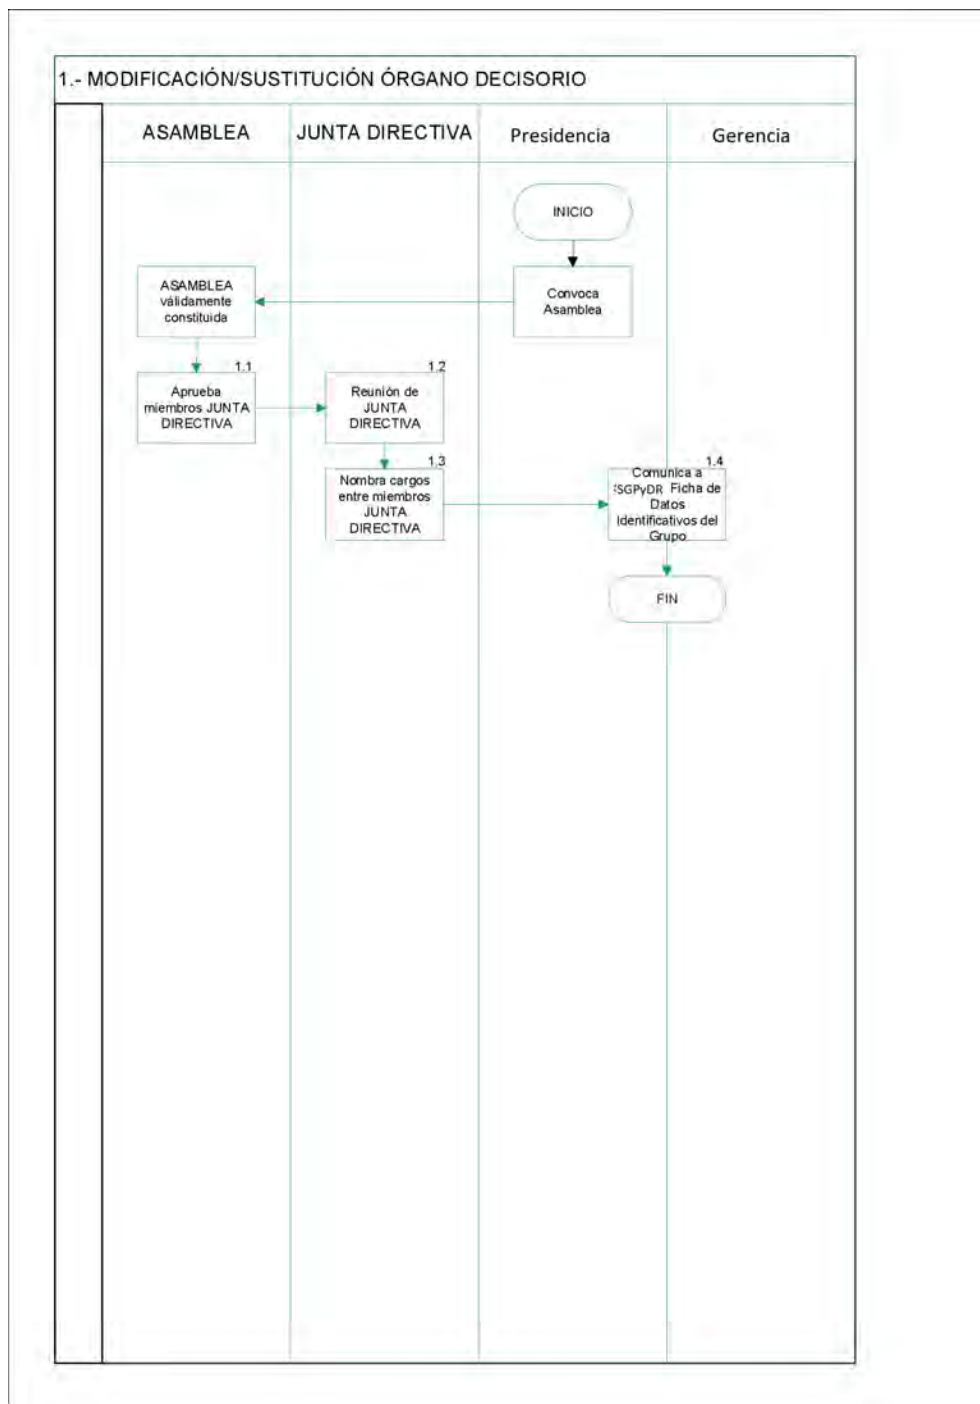 1.- MODIFICACIÓN/SUSTITUCIÓN ÓRGANO DECISORIO
ASAMBLEA
JUNTA DIRECTIVA
Presidencia
Gerencia
INICIO
Convoca
Asamblea
ASAMBLEA
válidamente
constituida
1.1
Aprueba
miembros JUNTA
DIRECTIVA
1.2
Reunión de
JUNTA
DIRECTIVA
1.3
Nombra cargos
entre miembros
JUNTA
DIRECTIVA
1.4
Comunica a
SGPyDR Ficha de
Datos
Identificativos del
Grupo
FIN